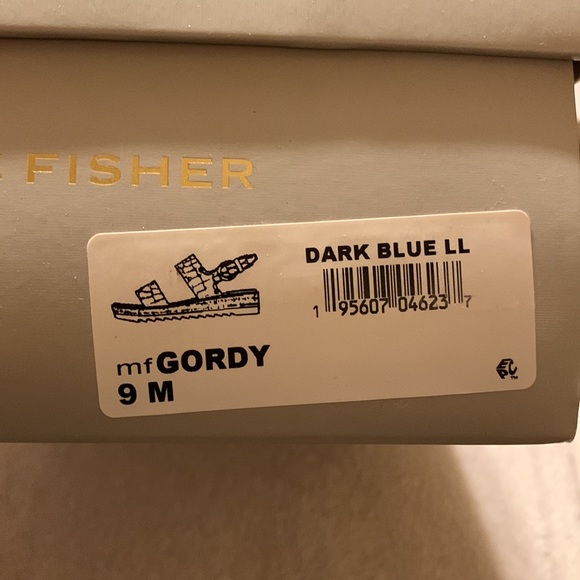 FISHER
DARK BLUE LL
1 95607 04623 7
mfGORDY
9 M